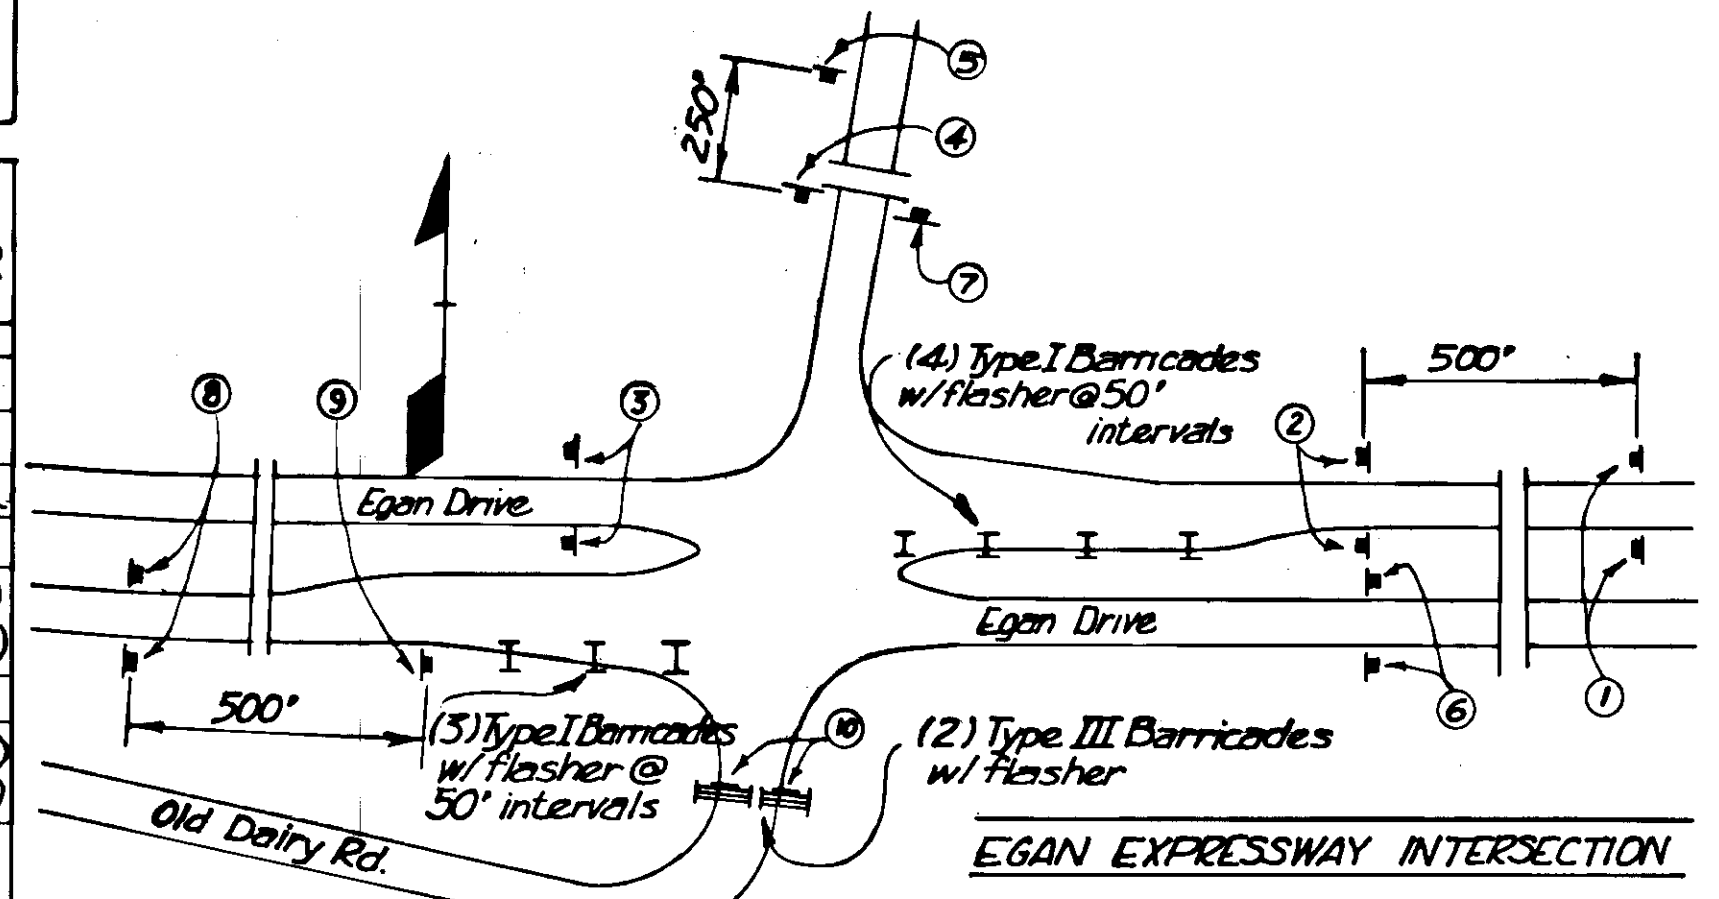 5
250'
4
7
(4) Type I Barricades
w/flasher @ 50'
intervals
500'
8
9
3
2
Egan Drive
Egan Drive
6
1
500'
(3) Type I Barricades
w/flasher @
50' intervals
10
(2) Type III Barricades
w/ flasher
Old Dairy Rd.
EGAN EXPRESSWAY INTERSECTION